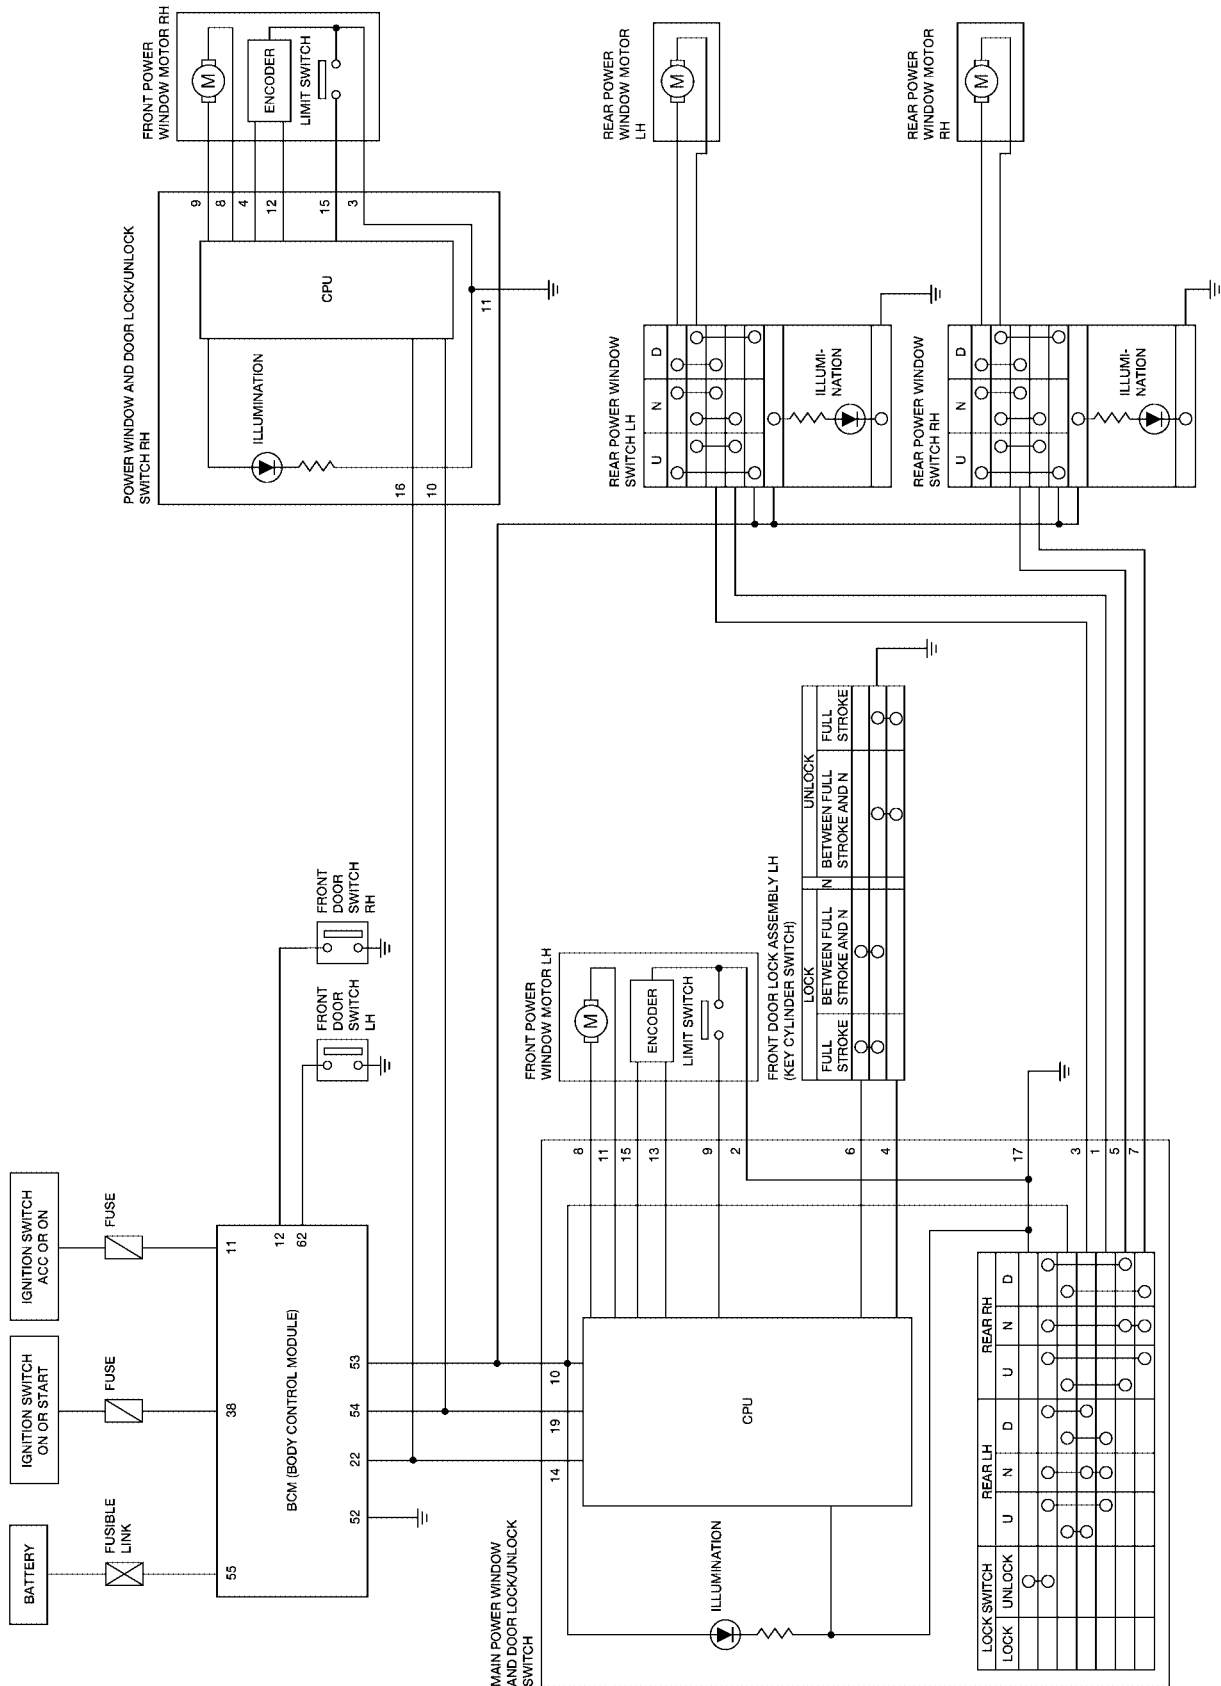 BATTERY
FUSIBLE
LINK
IGNITION SWITCH
ON OR START
FUSE
IGNITION SWITCH
ACC OR ON
FUSE
55
38
11
12
62
BCM (BODY CONTROL MODULE)
52
22
54
53
FRONT
DOOR
SWITCH
LH
FRONT
DOOR
SWITCH
RH
POWER WINDOW AND DOOR LOCK/UNLOCK
SWITCH RH
ILLUMINATION
CPU
16
10
9
8
4
12
15
3
11
FRONT POWER
WINDOW MOTOR RH
M
ENCODER
LIMIT SWITCH
MAIN POWER WINDOW
AND DOOR LOCK/UNLOCK
SWITCH
14
19
10
ILLUMINATION
CPU
8
11
15
13
9
2
6
4
17
3
1
5
7
FRONT POWER
WINDOW MOTOR LH
M
ENCODER
LIMIT SWITCH
FRONT DOOR LOCK ASSEMBLY LH
(KEY CYLINDER SWITCH)
LOCK
N
UNLOCK
FULL
STROKE
BETWEEN FULL
STROKE AND N
BETWEEN FULL
STROKE AND N
FULL
STROKE
LOCK SWITCH
REAR LH
REAR RH
LOCK
UNLOCK
U
N
D
U
N
D
REAR POWER WINDOW
SWITCH LH
U
N
D
ILLUMI-
NATION
REAR POWER
WINDOW MOTOR
LH
M
REAR POWER WINDOW
SWITCH RH
U
N
D
ILLUMI-
NATION
REAR POWER
WINDOW MOTOR
RH
M